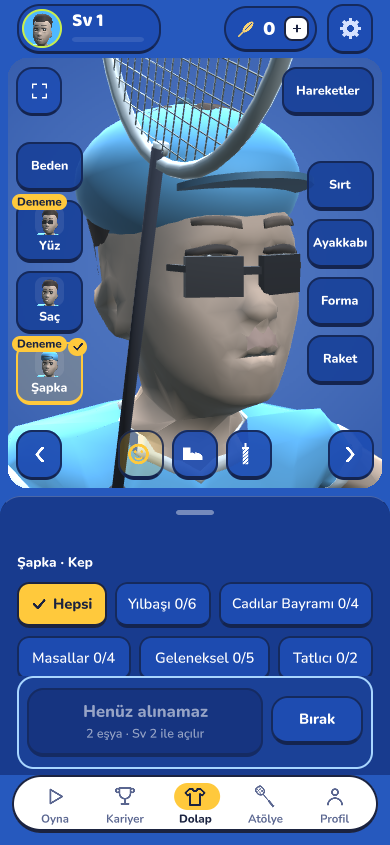 Sv 1
0
+
Hareketler
Beden
Sırt
Deneme
Yüz
Ayakkabı
Saç
Forma
Deneme
Şapka
Raket
Şapka · Kep
Hepsi
Yılbaşı 0/6
Cadılar Bayramı 0/4
Masallar 0/4
Geleneksel 0/5
Tatlıcı 0/2
Henüz alınamaz
2 eşya · Sv 2 ile açılır
Bırak
Oyna
Kariyer
Dolap
Atölye
Profil